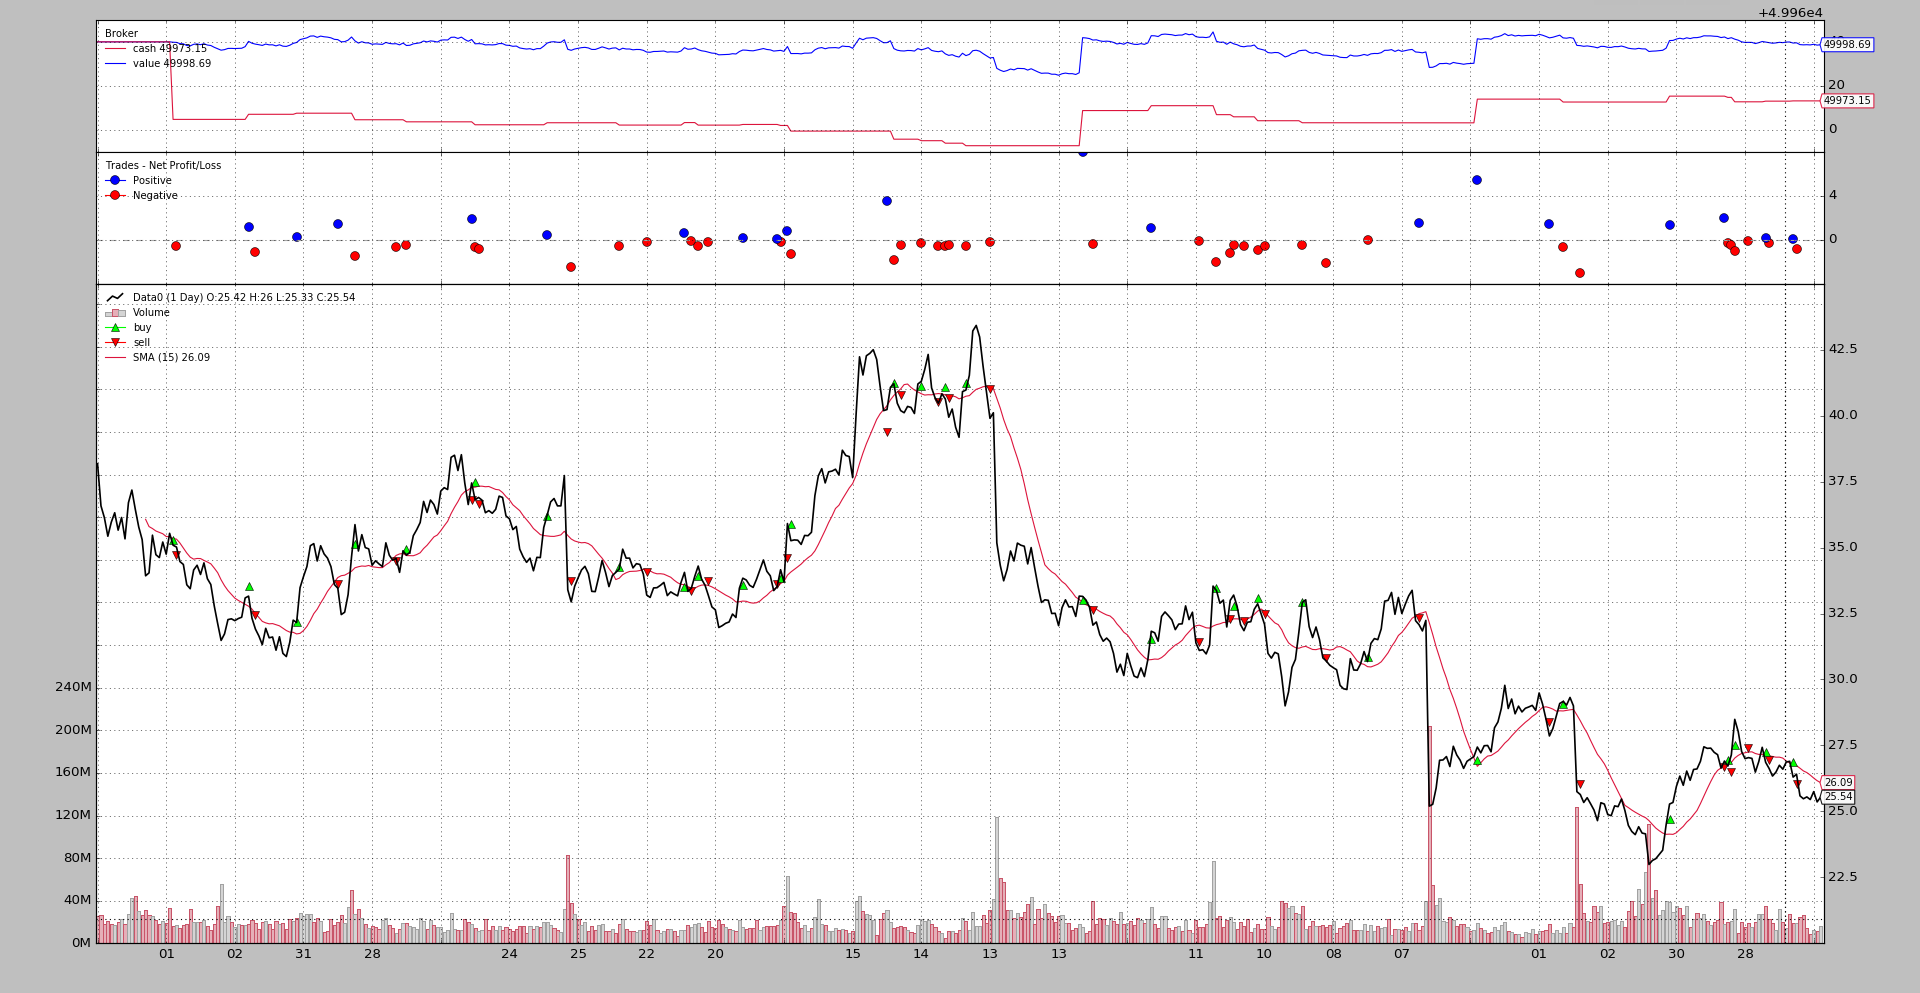 +4.996e4
Broker
cash 49973.15
value 49998.69
49998.69
20
49973.15
0
Trades - Net Profit/Loss
Positive
Negative
4
0
Data0 (1 Day) O:25.42 H:26 L:25.33 C:25.54
Volume
buy
sell
SMA (15) 26.09
42.5
40.0
37.5
35.0
32.5
30.0
27.5
26.09
25.54
25.0
22.5
240M
200M
160M
120M
80M
40M
0M
01 02 31 28 24 25 22 20 15 14 13 13 11 10 08 07 01 02 30 28